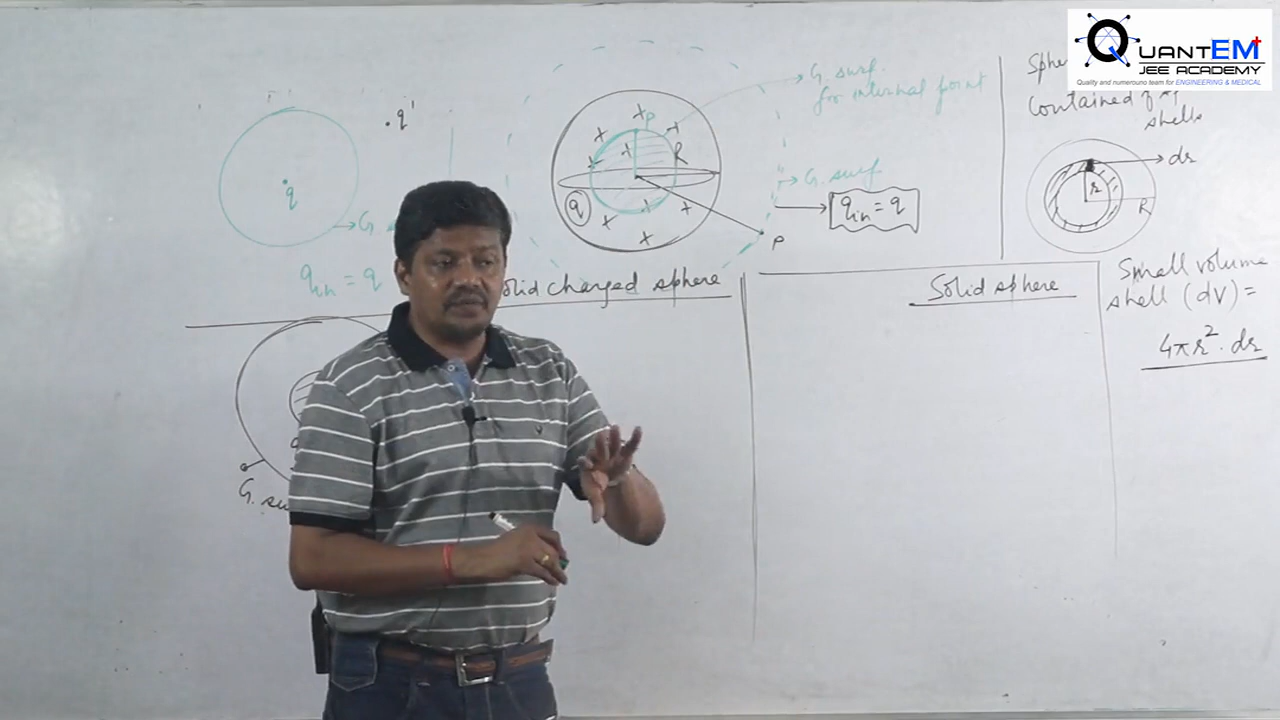 QUANTEM+
JEE ACADEMY
Quality and numerouno team for ENGINEERING & MEDICAL
q
q'
G
q_in = q
G. surf.
for internal point
P
R
q
G. surf
q_in = q
P
contained of
shells
dr
r
R
Solid charged sphere
Solid sphere
Small volume
shell (dV) =
4πr². dr
G. su